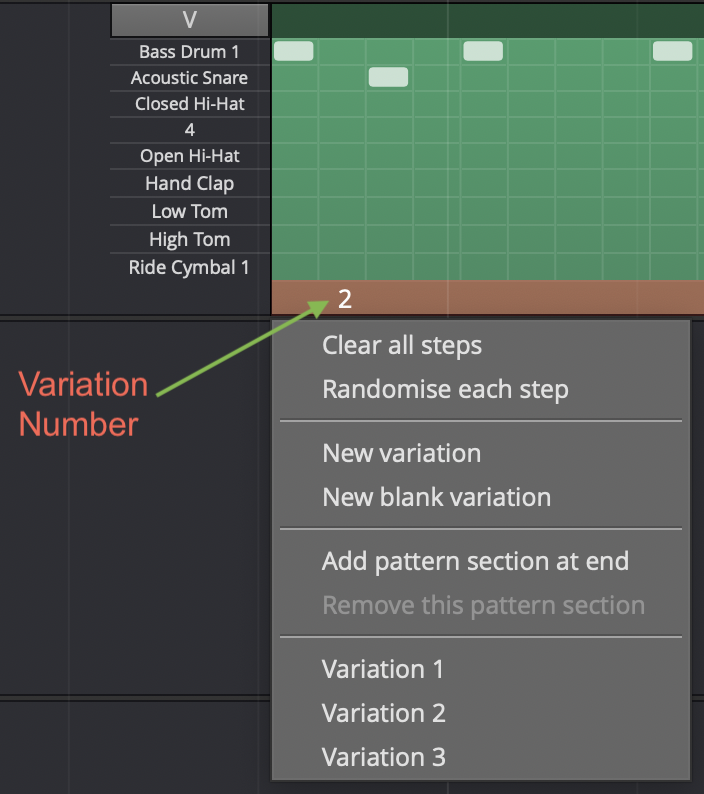 V
Bass Drum 1
Acoustic Snare
Closed Hi-Hat
4
Open Hi-Hat
Hand Clap
Low Tom
High Tom
Ride Cymbal 1
2
Variation
Number
Clear all steps
Randomise each step
New variation
New blank variation
Add pattern section at end
Remove this pattern section
Variation 1
Variation 2
Variation 3